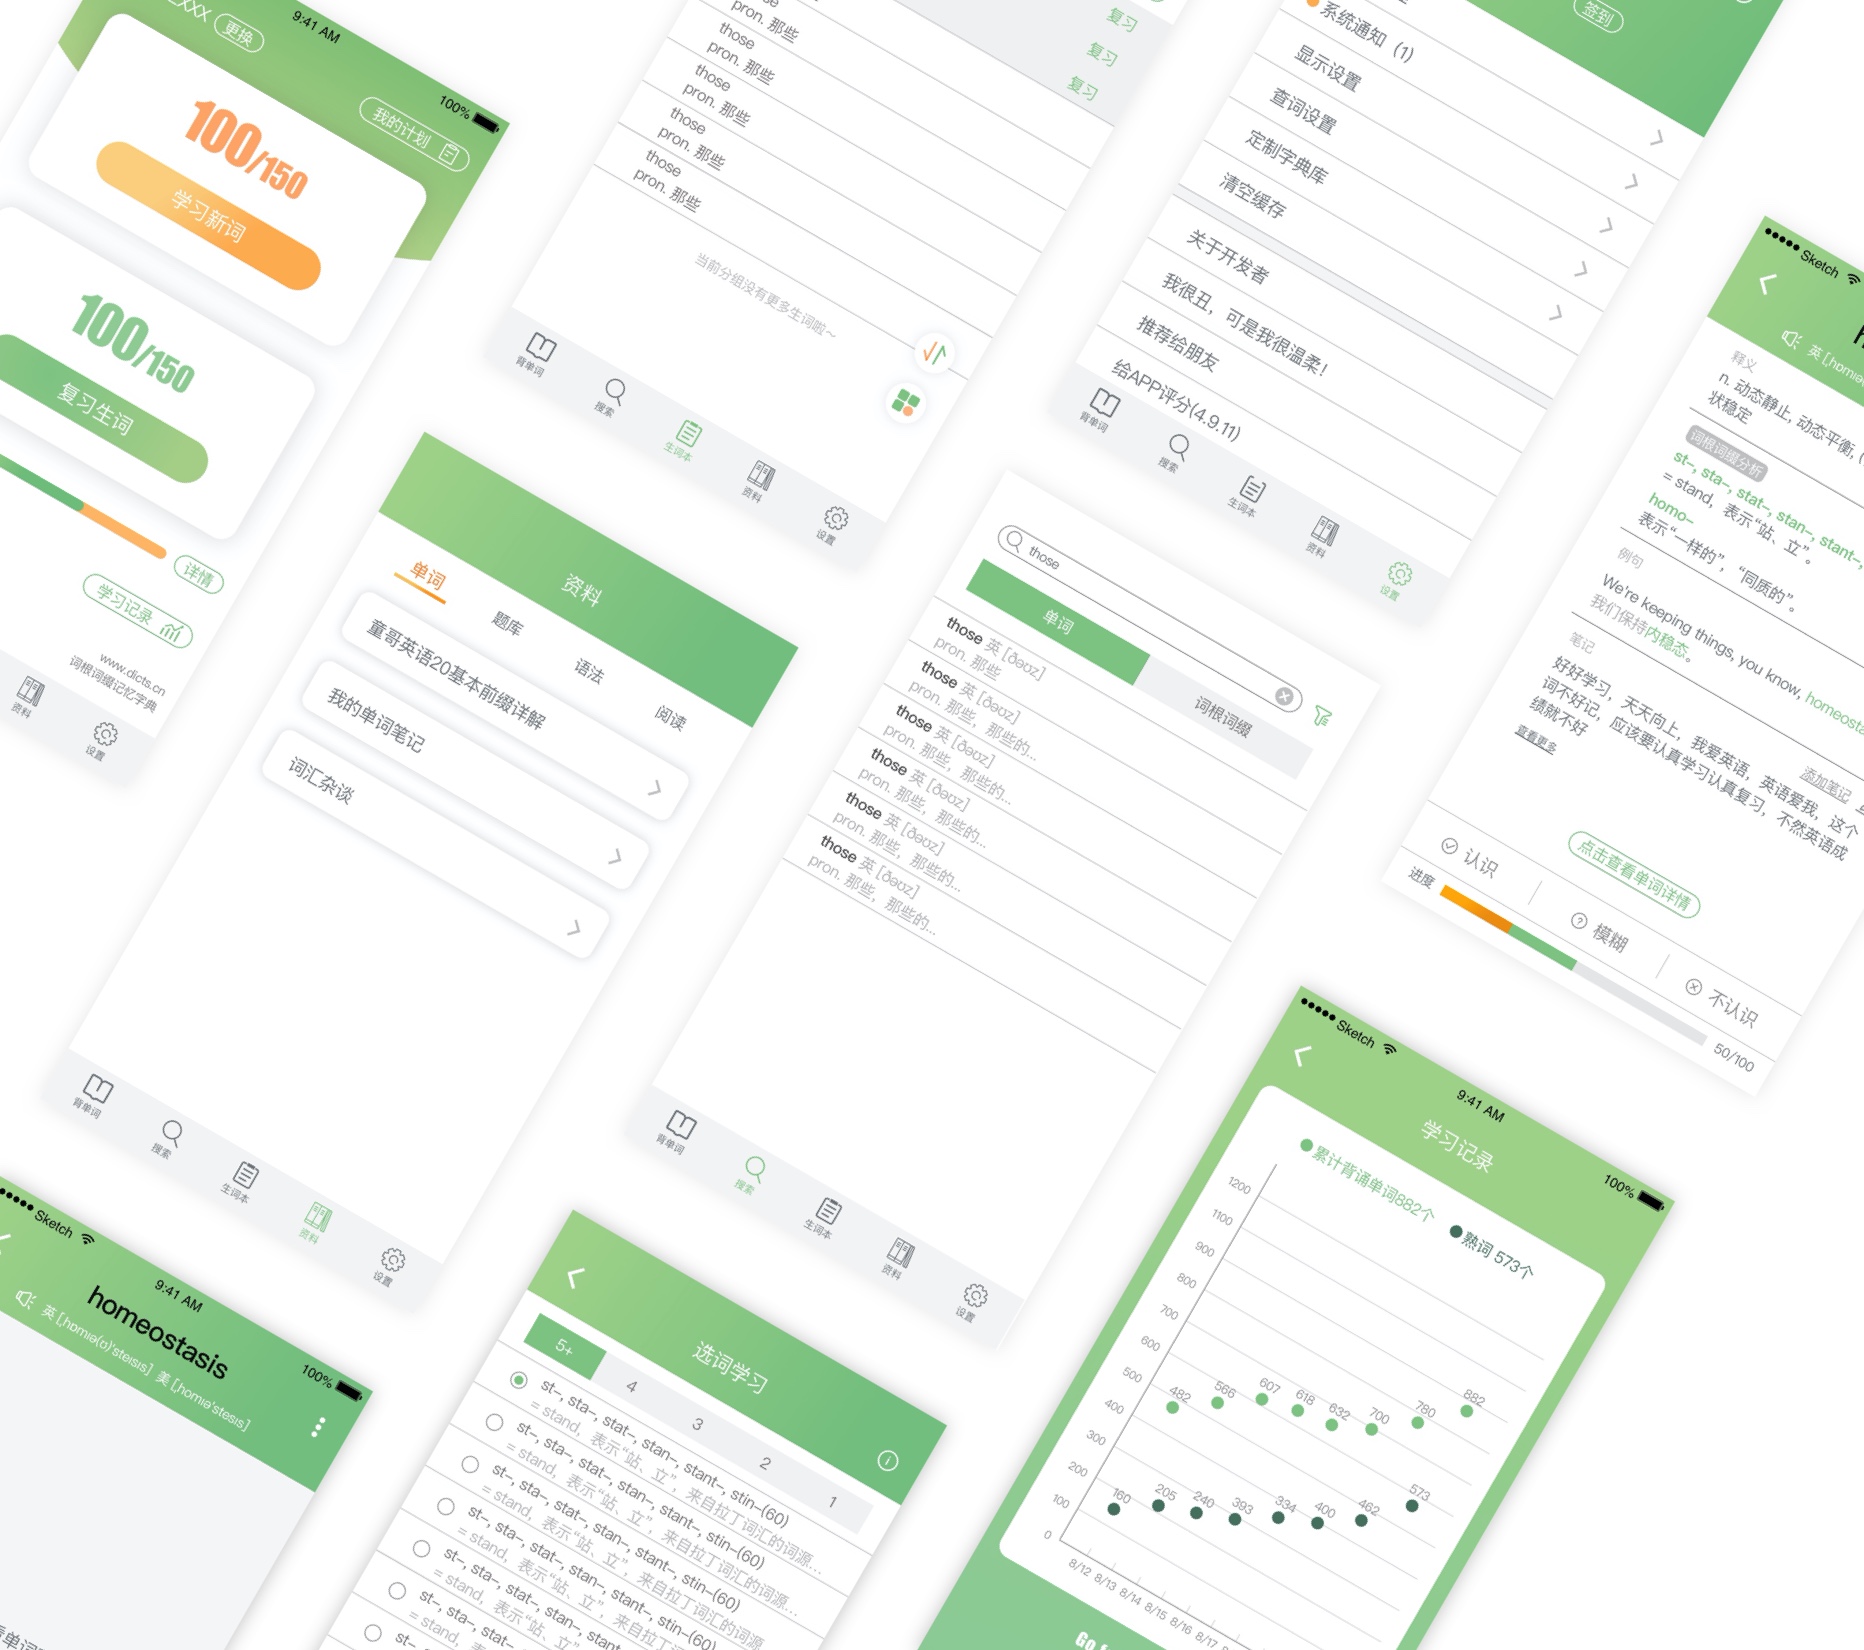 更换
9:41 AM
100%
我的计划
100/150
学习新词
100/150
复习生词
详情
学习记录
www.dicts.cn
词根词缀记忆字典
资料
设置
复习
复习
复习
pron. 那些
those
pron. 那些
those
pron. 那些
those
pron. 那些
those
pron. 那些
当前分组没有更多生词啦~
背单词
搜索
生词本
资料
设置
签到
系统通知（1）
显示设置
查词设置
定制字典库
清空缓存
关于开发者
我很丑，可是我很温柔！
推荐给朋友
给APP评分(4.9.11)
背单词
搜索
生词本
资料
设置
Sketch
释义
n. 动态静止, 动态平衡,
状稳定
词根词缀分析
st-, sta-, stat-, stan-, stant-,
= stand，表示“站、立”。
homo-
表示“一样的”，“同质的”。
例句
We're keeping things, you know,
我们保持内稳态。
笔记
好好学习，天天向上，我爱英语，英语爱我，这个
词不好记，应该要认真学习认真复习，不然英语成
绩就不好
查看更多
添加笔记
点击查看单词详情
认识
模糊
不认识
进度
50/100
资料
单词
题库
语法
阅读
童哥英语20基本前缀详解
我的单词笔记
词汇杂谈
背单词
搜索
生词本
资料
设置
those
单词
词根词缀
those 英 [ðəʊz]
pron. 那些
those 英 [ðəʊz]
pron. 那些，那些的...
those 英 [ðəʊz]
pron. 那些，那些的...
those 英 [ðəʊz]
pron. 那些，那些的...
those 英 [ðəʊz]
pron. 那些，那些的...
those 英 [ðəʊz]
pron. 那些，那些的...
背单词
搜索
生词本
资料
设置
Sketch
9:41 AM
100%
学习记录
累计背诵单词882个
熟词 573个
1200
1100
900
800
700
600
500
400
300
200
100
0
482
566
607
618
632
700
780
882
160
205
240
393
334
400
462
573
8/12
8/13
8/14
8/15
8/16
8/17
Sketch
9:41 AM
100%
homeostasis
英 [ˌhɒmɪə(ʊ)'steɪsɪs] 美 [ˌhomɪə'stesɪs]
选词学习
5+
4
3
2
1
st-, sta-, stat-, stan-, stant-, stin-(60)
= stand，表示“站、立”，来自拉丁词汇的词源...
st-, sta-, stat-, stan-, stant-, stin-(60)
= stand，表示“站、立”，来自拉丁词汇的词源...
st-, sta-, stat-, stan-, stant-, stin-(60)
= stand，表示“站、立”，来自拉丁词汇的词源
st-, sta-, stat-, stan-, stant-, stin-(60)
= stand，表示“站、立”，来自拉丁词
st-, sta-, stat-, stan-, stant
= stand，表示“站、立”
st-, sta-, stat-
= stand，表示